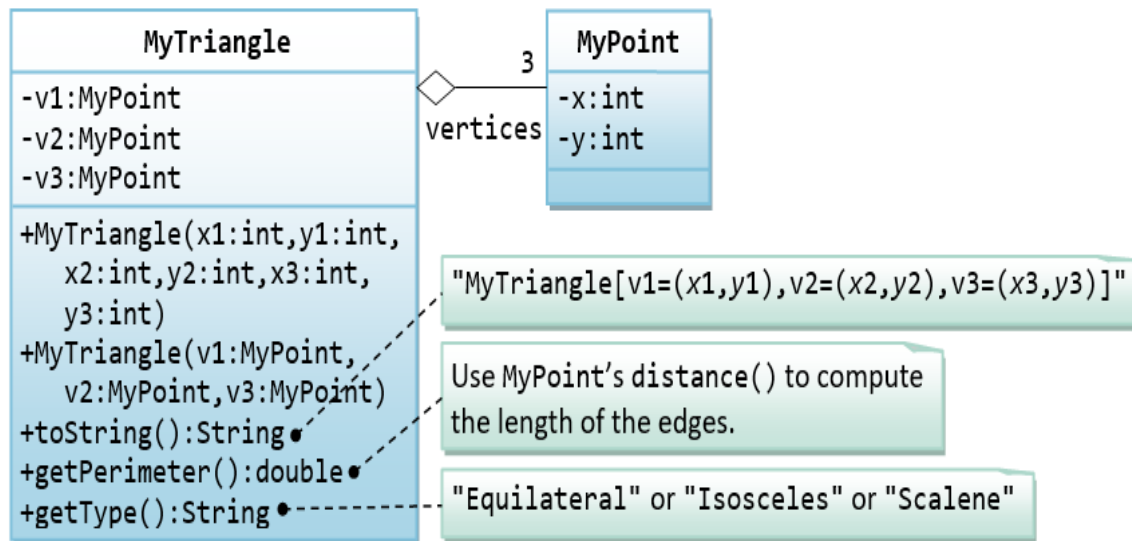 MyTriangle
-v1:MyPoint
-v2:MyPoint
-v3:MyPoint
+MyTriangle(x1:int,y1:int,
x2:int,y2:int,x3:int,
y3:int)
+MyTriangle(v1:MyPoint,
v2:MyPoint,v3:MyPoint)
+toString():String
+getPerimeter():double
+getType():String
3
vertices
MyPoint
-x:int
-y:int
"MyTriangle[v1=(x1,y1),v2=(x2,y2),v3=(x3,y3)]"
Use MyPoint's distance() to compute
the length of the edges.
"Equilateral" or "Isosceles" or "Scalene"